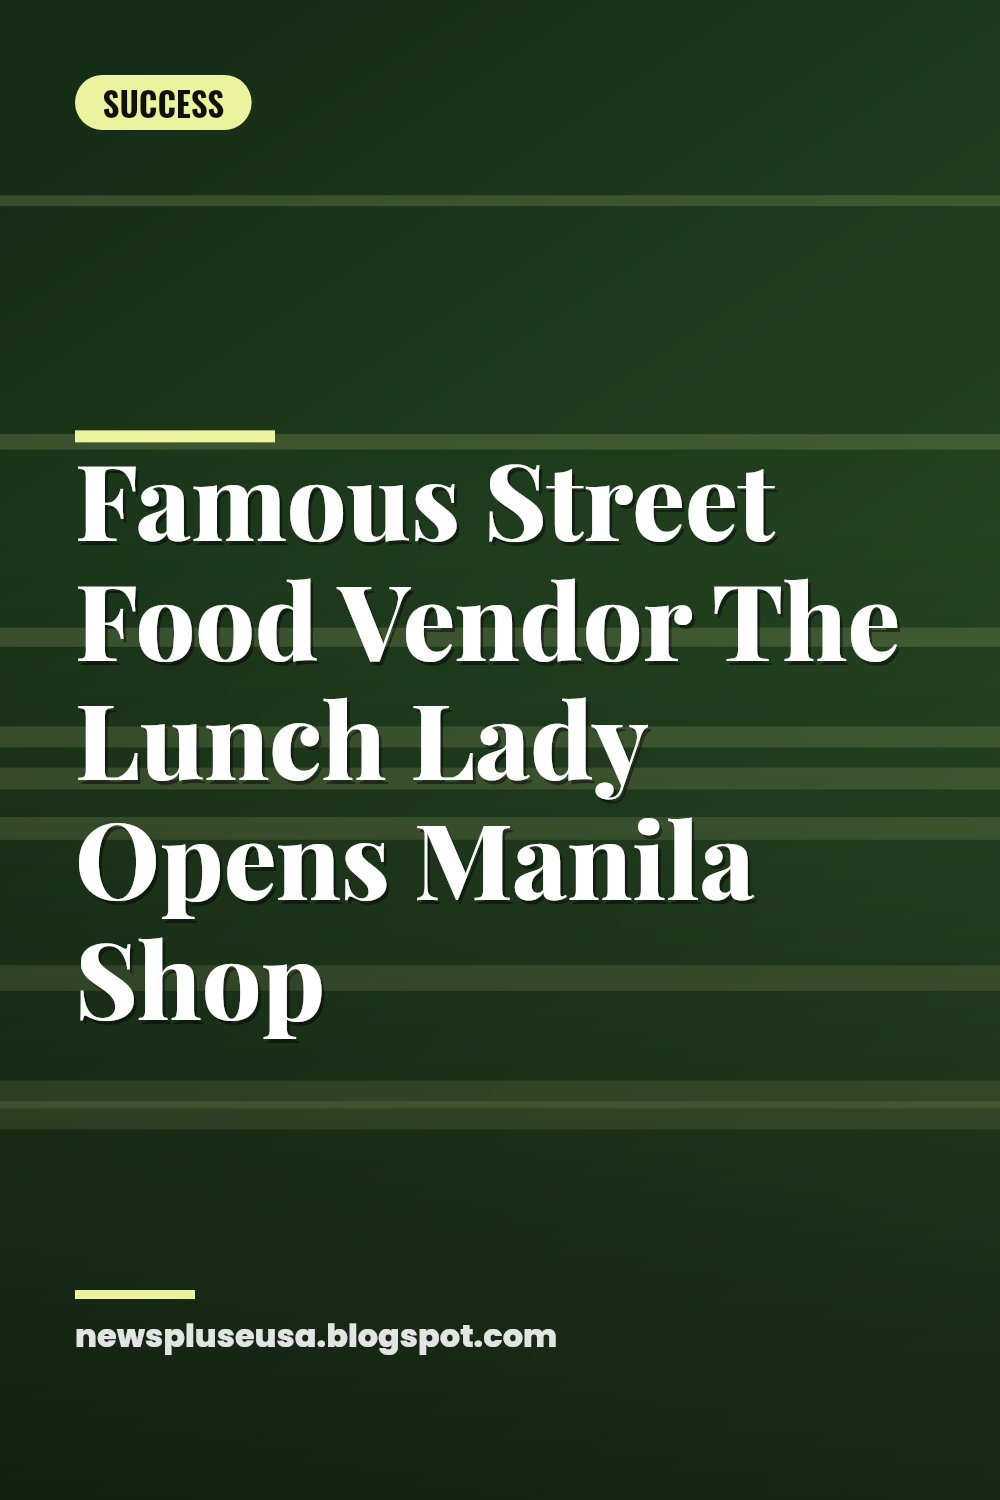 SUCCESS
Famous Street
Food Vendor The
Lunch Lady
Opens Manila
Shop
newspluseusa.blogspot.com